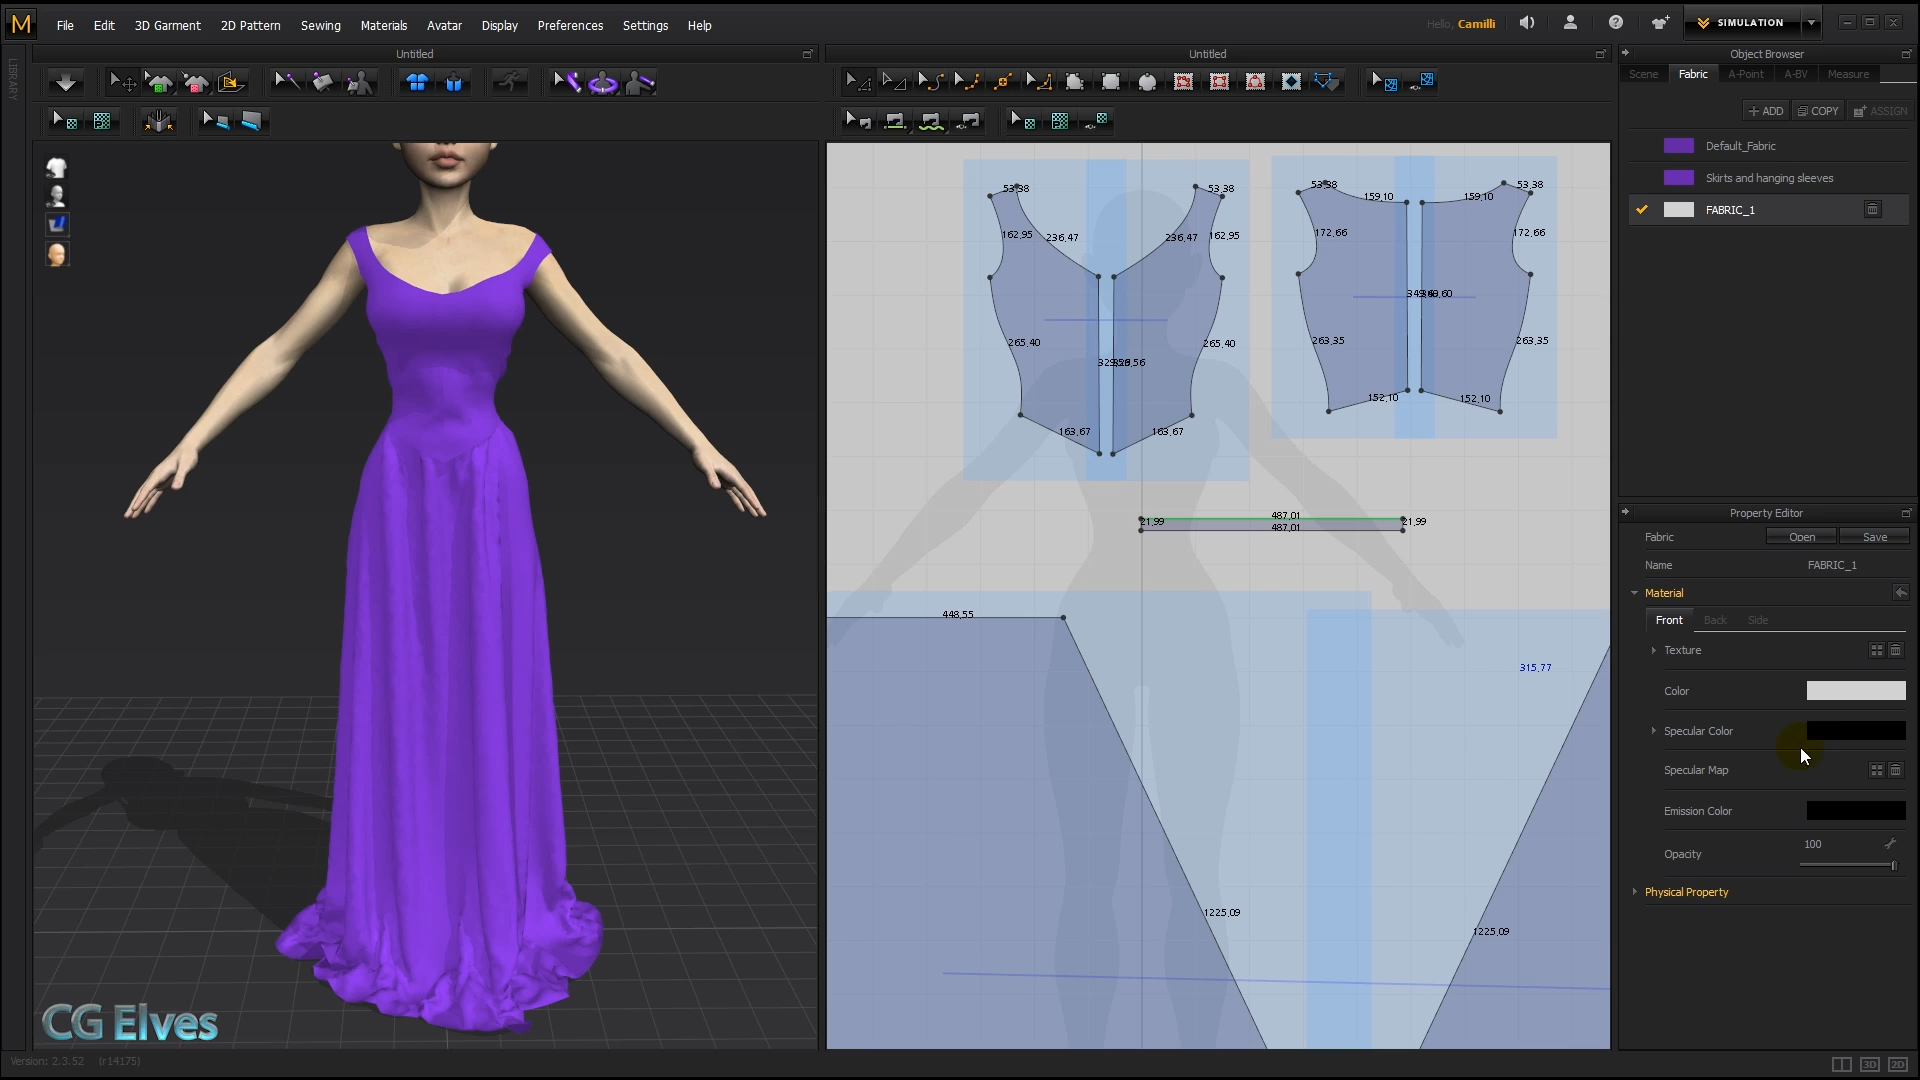 M File Edit 3D Garment 2D Pattern Sewing Materials Avatar Display Preferences Settings Help Hello, Camilli SIMULATION
LIBRARY
Untitled Untitled Object Browser
Scene Fabric A-Point A-BV Measure
ADD COPY ASSIGN
Default_Fabric
Skirts and hanging sleeves
FABRIC_1
53,38 53,38 53,38 53,38
159,10 159,10
162,95 236,47 236,47 162,95
172,66 172,66
265,40 265,40
263,35 263,35
152,10 152,10
163,67 163,67
487,01
21,99 21,99
487,01
448,55
315,77
1225,09
1225,09
Property Editor
Fabric Open Save
Name FABRIC_1
Material
Front Back Side
Texture
Color
Specular Color
Specular Map
Emission Color
Opacity 100
Physical Property
CG Elves
Version: 2.3.52 (r14175)
3D 2D